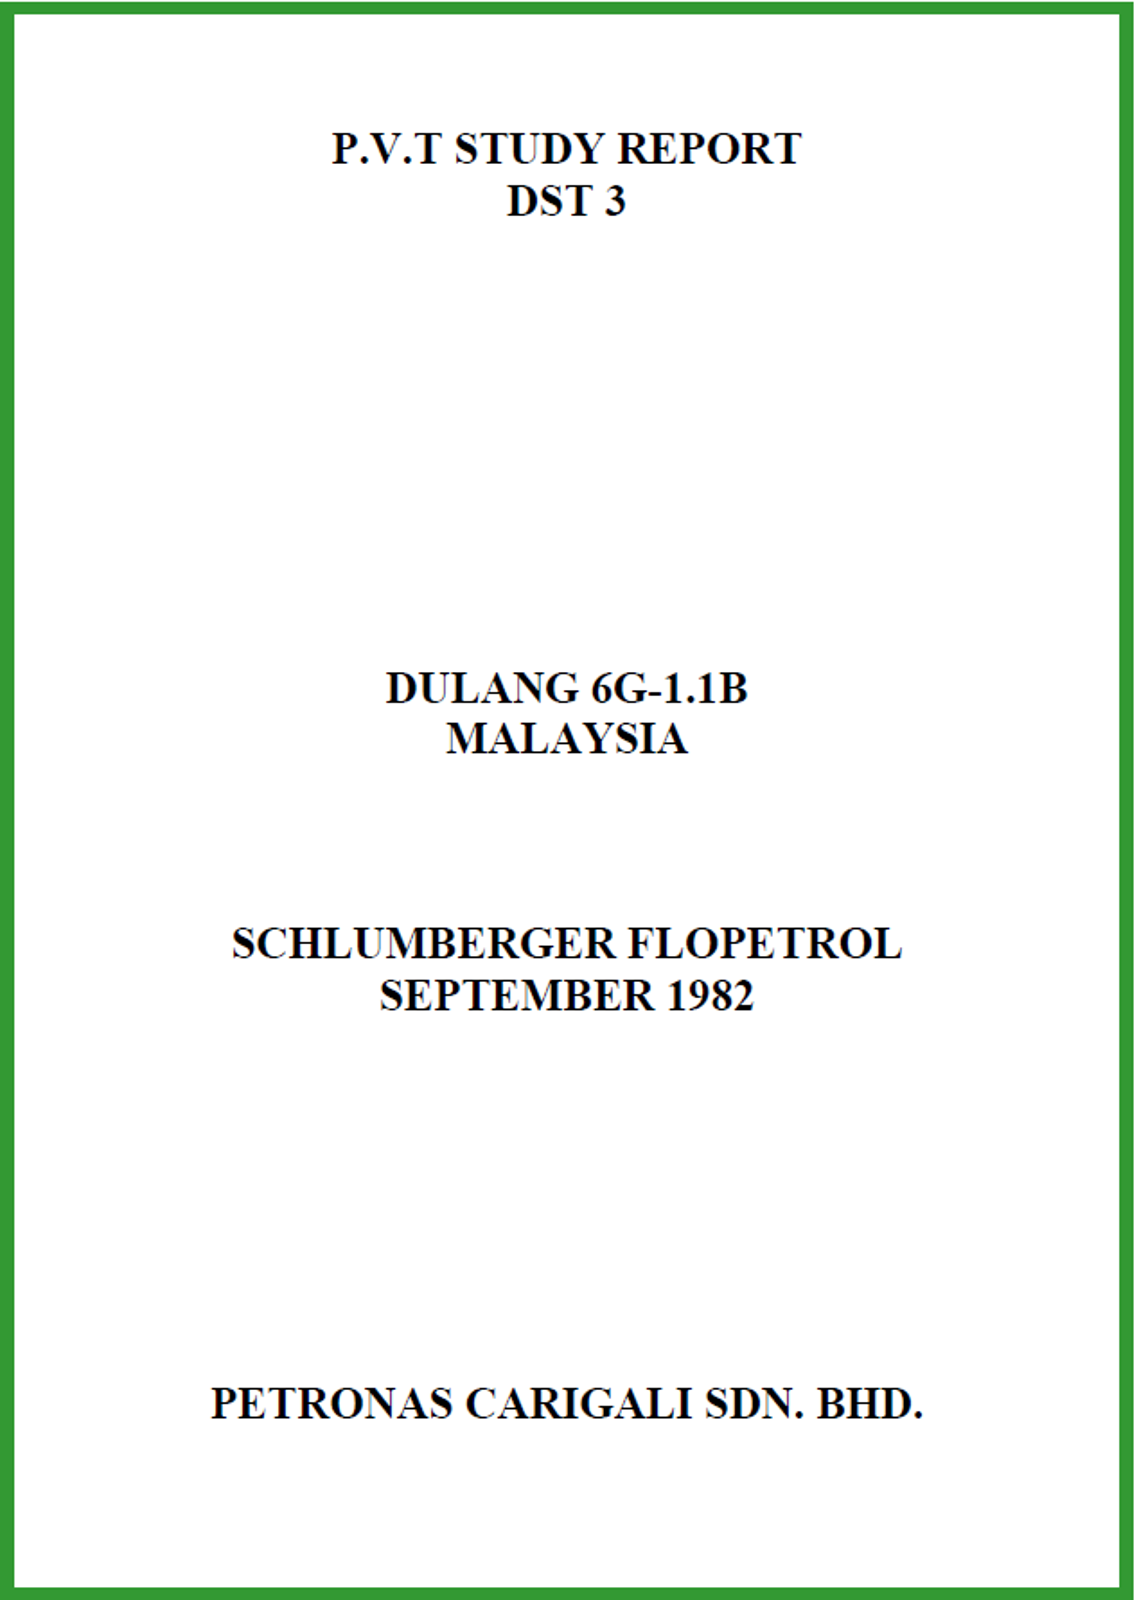 P.V.T STUDY REPORT
DST 3
DULANG 6G-1.1B
MALAYSIA
SCHLUMBERGER FLOPETROL
SEPTEMBER 1982
PETRONAS CARIGALI SDN. BHD.